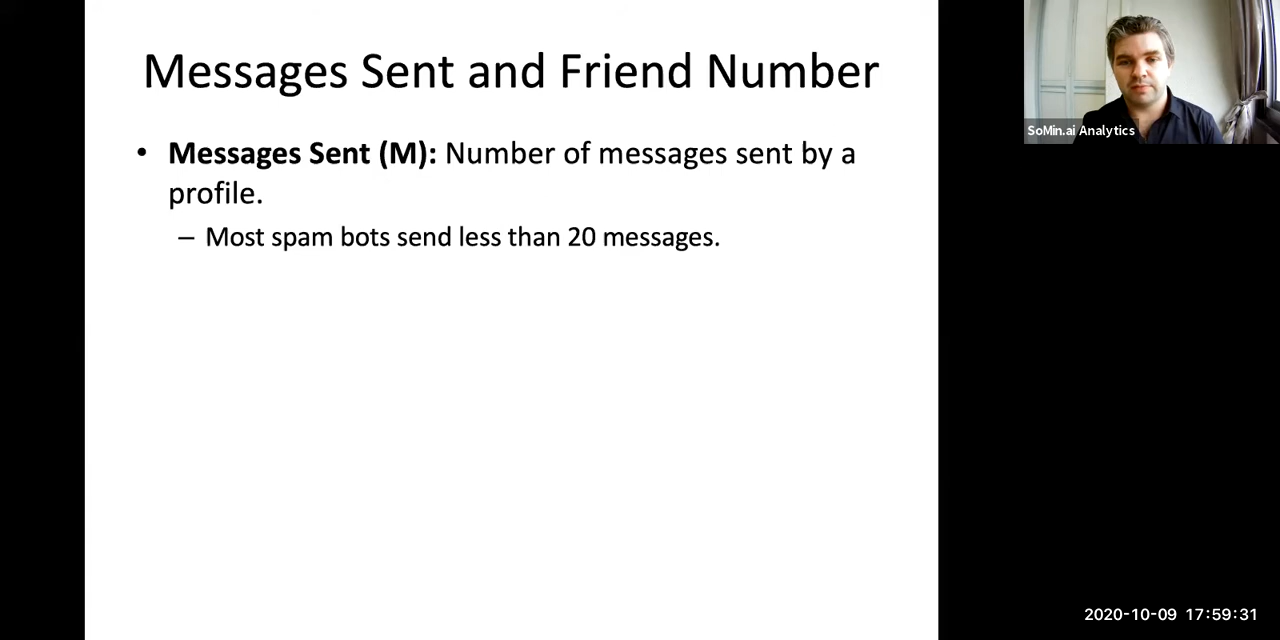 Messages Sent and Friend Number
• Messages Sent (M): Number of messages sent by a
profile.
– Most spam bots send less than 20 messages.
SoMin.ai Analytics
2020-10-09 17:59:31